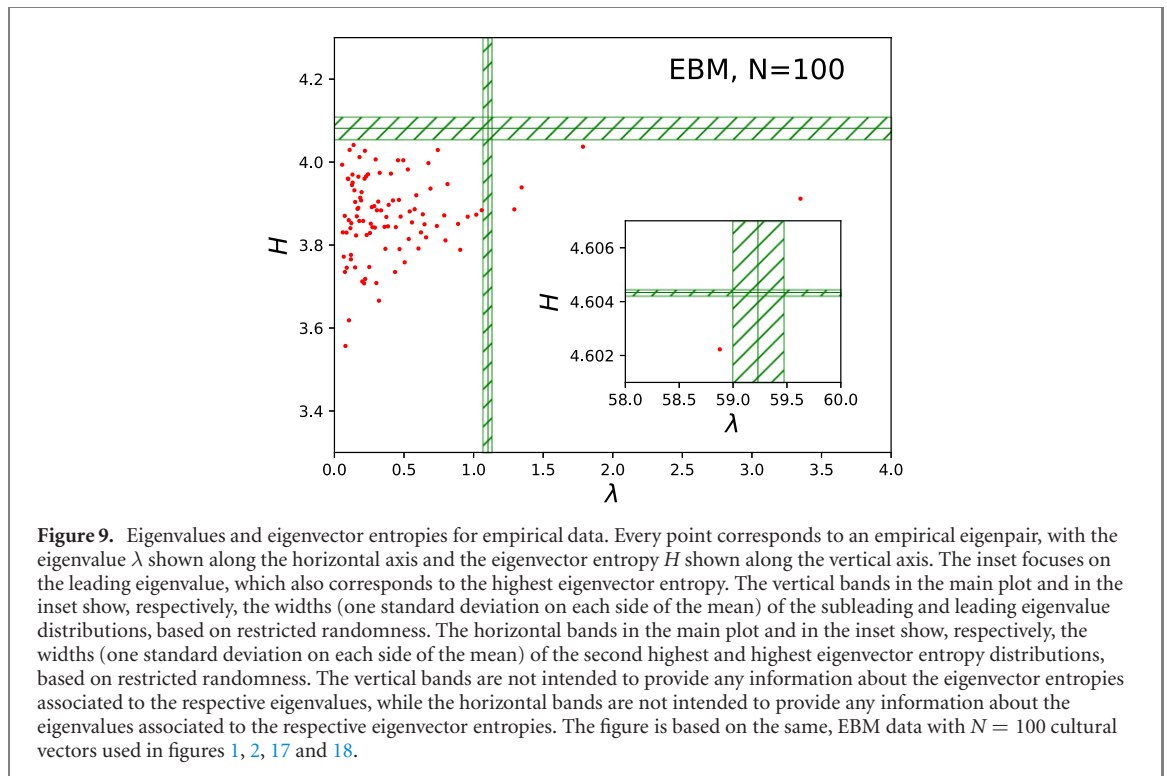 EBM, N=100
4.2
4.0
3.8
3.6
3.4
H
0.0 0.5 1.0 1.5 2.0 2.5 3.0 3.5 4.0
λ
4.606
4.604
4.602
H
58.0 58.5 59.0 59.5 60.0
λ
Figure 9. Eigenvalues and eigenvector entropies for empirical data. Every point corresponds to an empirical eigenpair, with the
eigenvalue λ shown along the horizontal axis and the eigenvector entropy H shown along the vertical axis. The inset focuses on
the leading eigenvalue, which also corresponds to the highest eigenvector entropy. The vertical bands in the main plot and in the
inset show, respectively, the widths (one standard deviation on each side of the mean) of the subleading and leading eigenvalue
distributions, based on restricted randomness. The horizontal bands in the main plot and in the inset show, respectively, the
widths (one standard deviation on each side of the mean) of the second highest and highest eigenvector entropy distributions,
based on restricted randomness. The vertical bands are not intended to provide any information about the eigenvector entropies
associated to the respective eigenvalues, while the horizontal bands are not intended to provide any information about the
eigenvalues associated to the respective eigenvector entropies. The figure is based on the same, EBM data with N = 100 cultural
vectors used in figures 1, 2, 17 and 18.